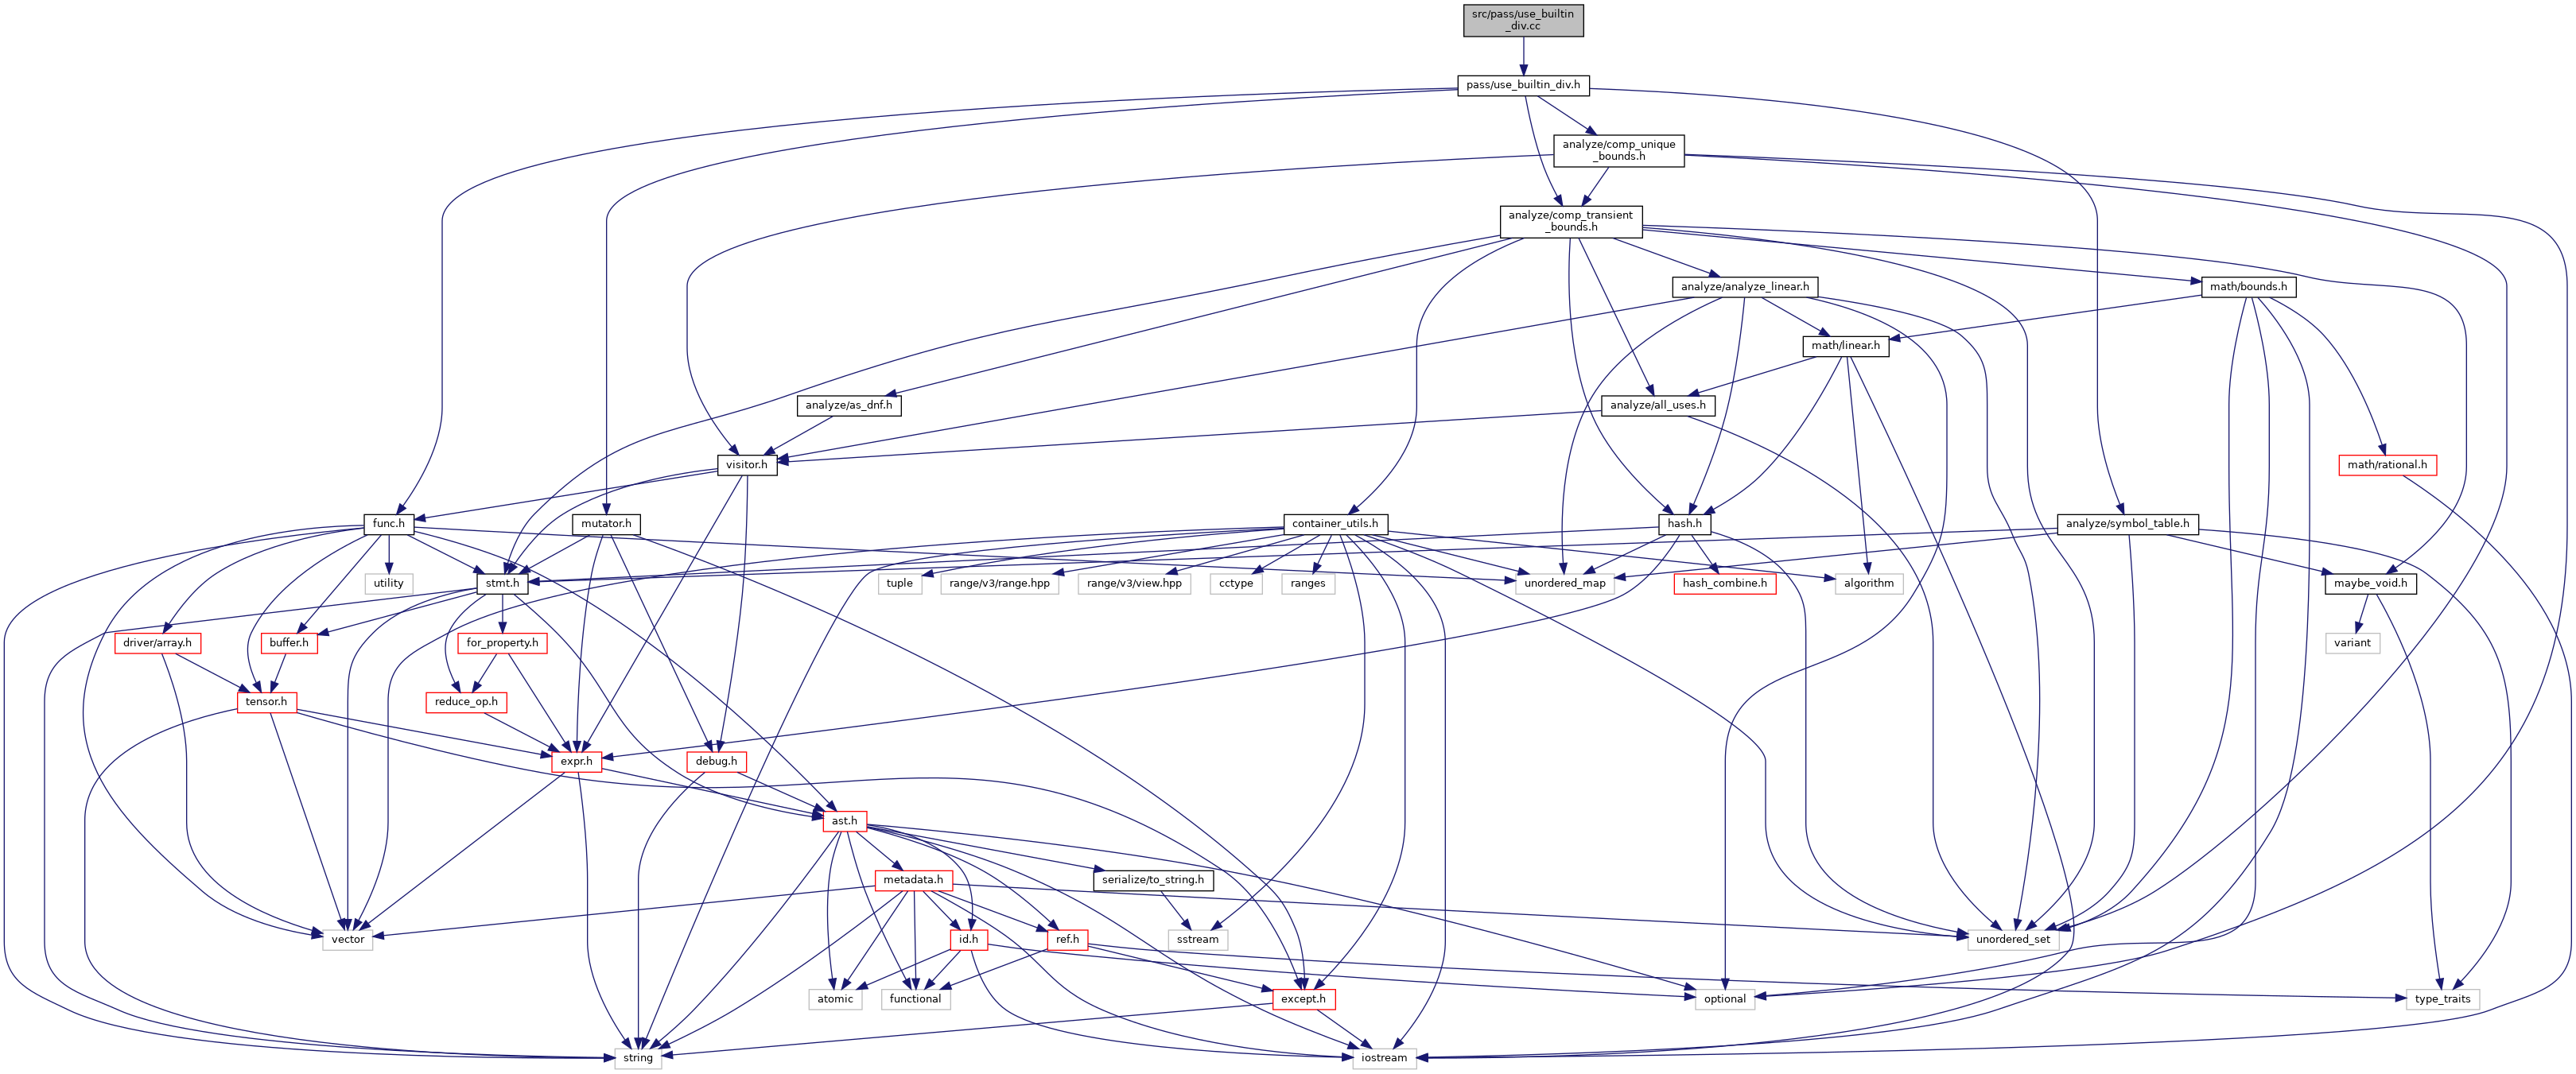 src/pass/use_builtin
_div.cc
pass/use_builtin_div.h
analyze/comp_unique
_bounds.h
analyze/comp_transient
_bounds.h
analyze/analyze_linear.h
math/bounds.h
math/linear.h
analyze/as_dnf.h
analyze/all_uses.h
visitor.h
math/rational.h
func.h
mutator.h
container_utils.h
hash.h
analyze/symbol_table.h
utility
stmt.h
tuple
range/v3/range.hpp
range/v3/view.hpp
cctype
ranges
unordered_map
hash_combine.h
algorithm
maybe_void.h
driver/array.h
buffer.h
for_property.h
variant
tensor.h
reduce_op.h
expr.h
debug.h
ast.h
metadata.h
serialize/to_string.h
vector
id.h
ref.h
sstream
unordered_set
atomic
functional
except.h
optional
type_traits
string
iostream